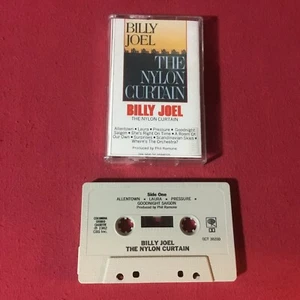 BILLY
JOEL
THE
NYLON
CURTAIN
BILLY JOEL
THE NYLON CURTAIN
Allentown • Laura • Pressure • Goodnight
Saigon • She's Right On Time • A Room Of
Our Own • Surprises • Scandinavian Skies •
Where's The Orchestra?
Produced by Phil Ramone
Side One
ALLENTOWN • LAURA • PRESSURE •
GOODNIGHT SAIGON
Produced by Phil Ramone
BILLY JOEL
THE NYLON CURTAIN